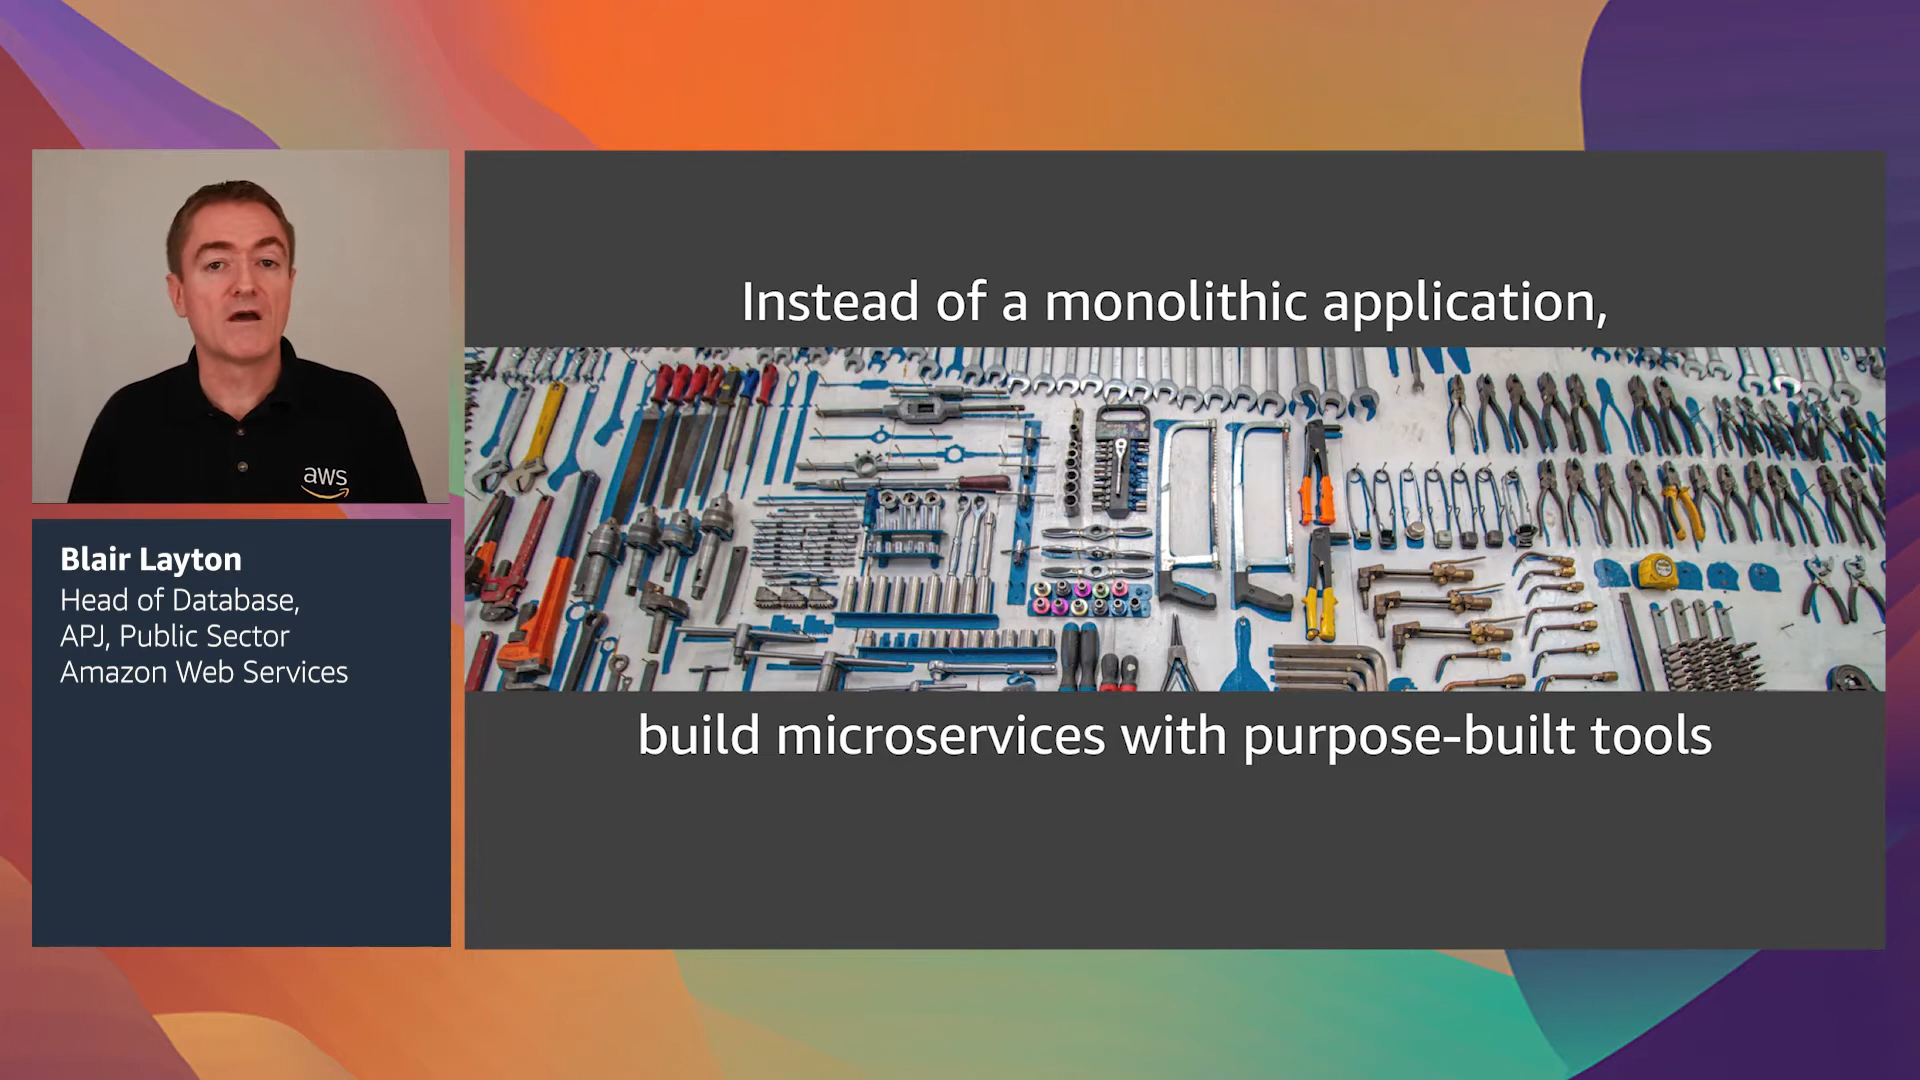 aws
Blair Layton
Head of Database,
APJ, Public Sector
Amazon Web Services
Instead of a monolithic application,
build microservices with purpose-built tools